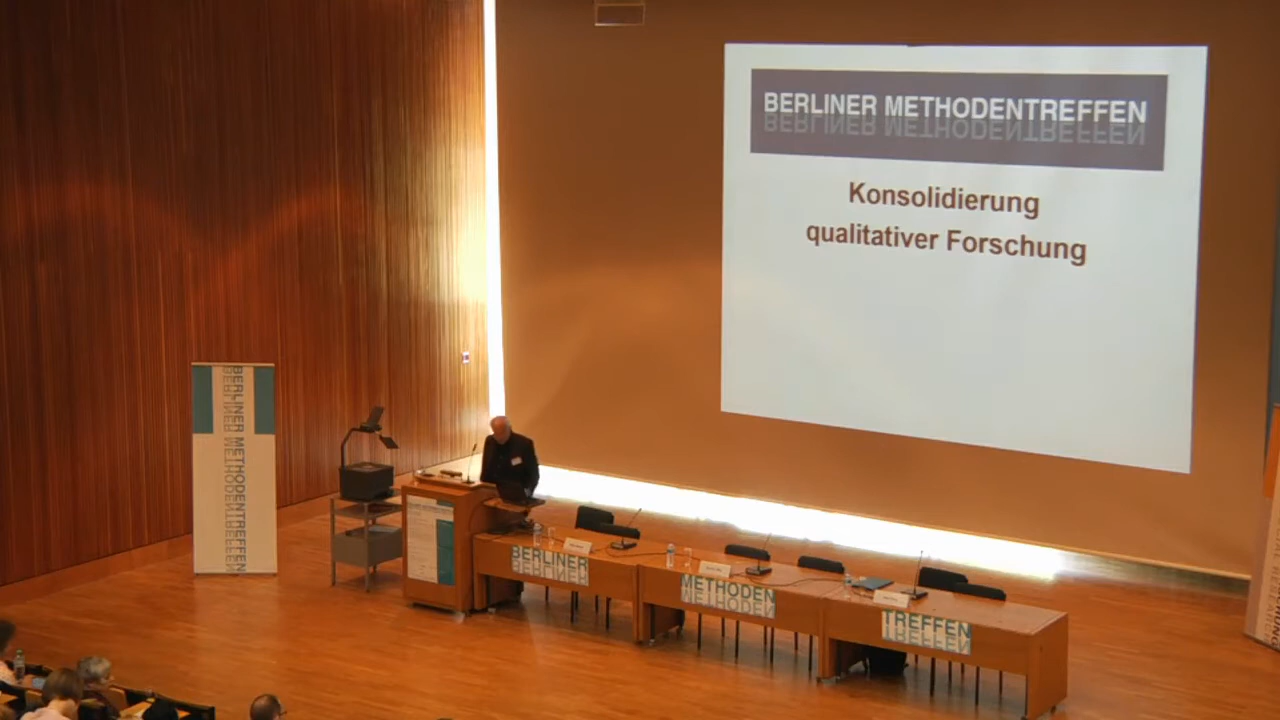 BERLINER METHODENTREFFEN
Konsolidierung
qualitativer Forschung
BERLINER METHODENTREFFEN
BERLINER
METHODEN
TREFFEN